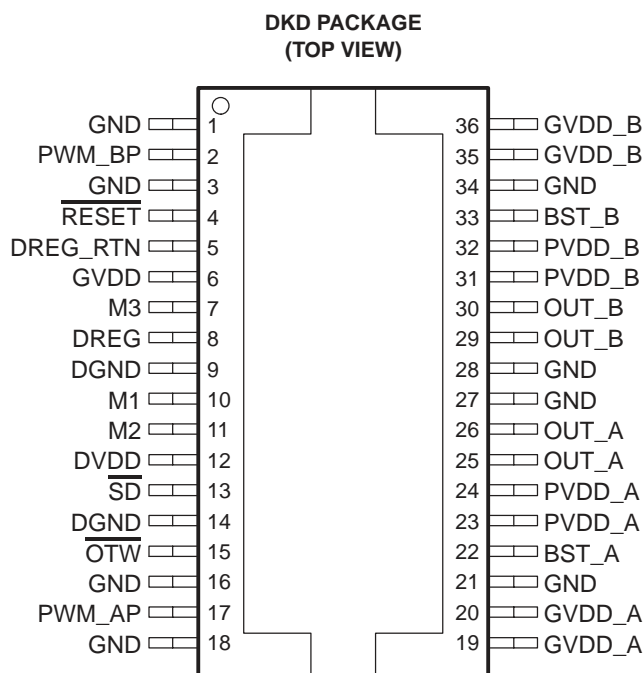 DKD PACKAGE
(TOP VIEW)
GND 1 36 GVDD_B
PWM_BP 2 35 GVDD_B
GND 3 34 GND
RESET 4 33 BST_B
DREG_RTN 5 32 PVDD_B
GVDD 6 31 PVDD_B
M3 7 30 OUT_B
DREG 8 29 OUT_B
DGND 9 28 GND
M1 10 27 GND
M2 11 26 OUT_A
DVDD 12 25 OUT_A
SD 13 24 PVDD_A
DGND 14 23 PVDD_A
OTW 15 22 BST_A
GND 16 21 GND
PWM_AP 17 20 GVDD_A
GND 18 19 GVDD_A